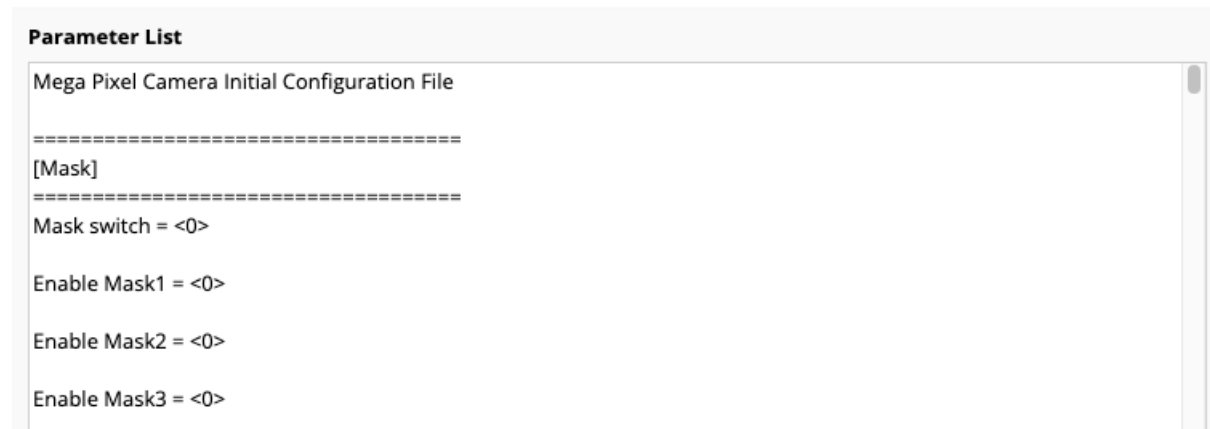 Parameter List
Mega Pixel Camera Initial Configuration File
====================================
[Mask]
====================================
Mask switch = <0>
Enable Mask1 = <0>
Enable Mask2 = <0>
Enable Mask3 = <0>